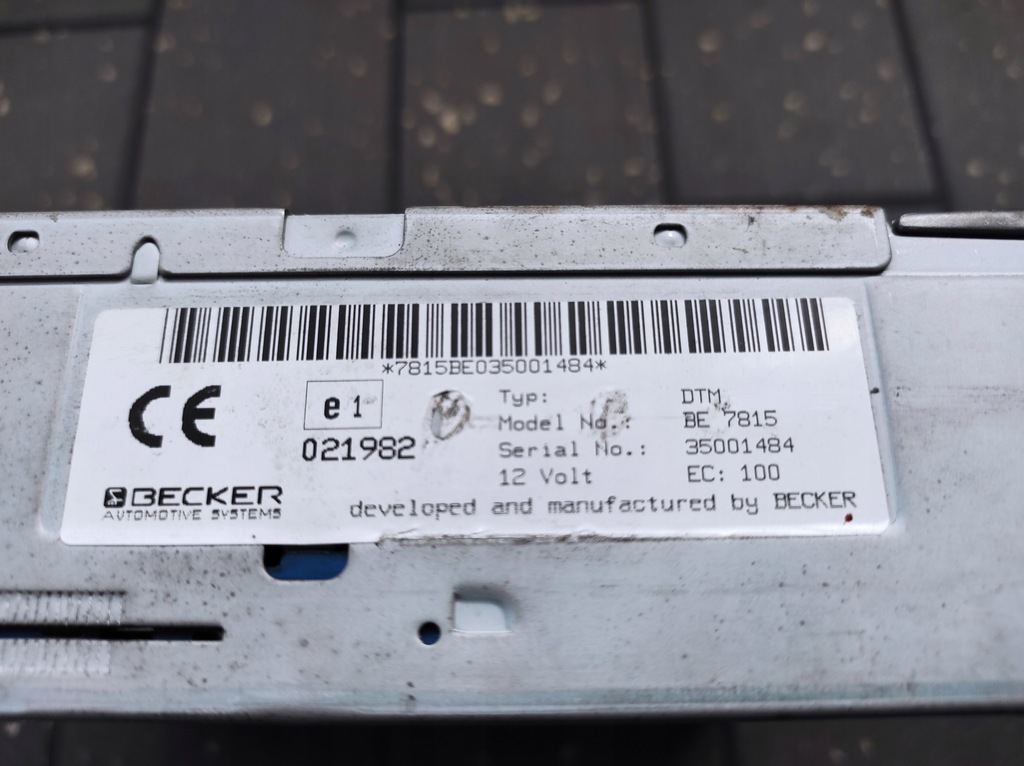 *7815BE035001484*
CE
e1
021982
Typ: DTM
Model No.: BE 7815
Serial No.: 35001484
12 Volt EC: 100
BECKER
AUTOMOTIVE SYSTEMS
developed and manufactured by BECKER